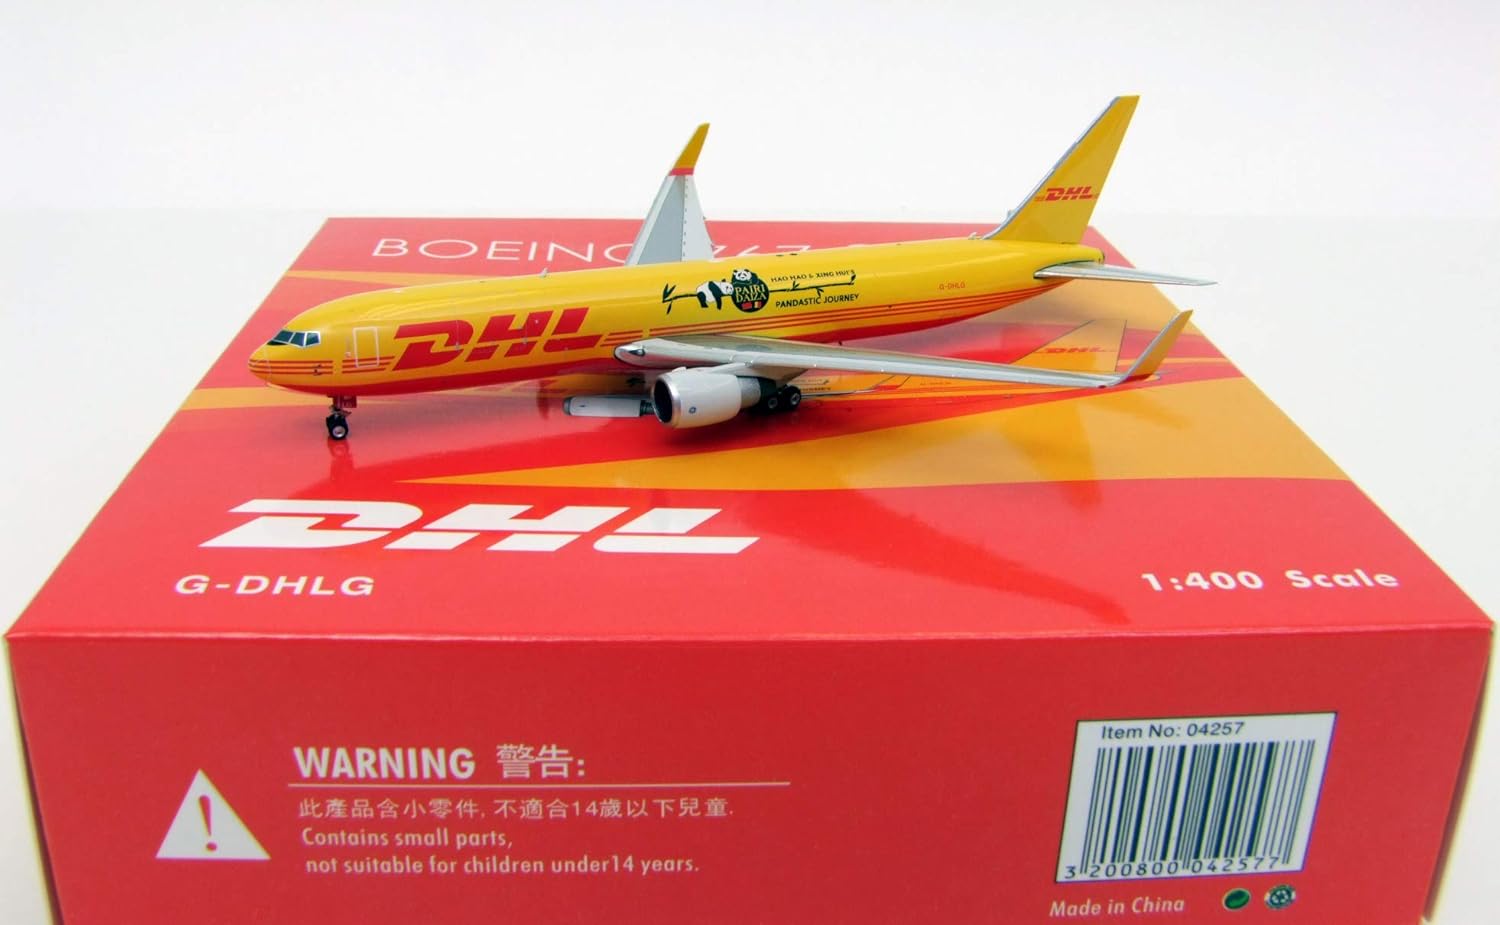 BOEING 767
DHL
HAO HAO & XING HUI'S
PAIRI
DAIZA
PANDASTIC JOURNEY
G-DHLG
DHL
DHL
DHL
G-DHLG
1:400 Scale
WARNING 警告:
此產品含小零件, 不適合14歲以下兒童.
Contains small parts,
not suitable for children under14 years.
Item No: 04257
3 200800 042577
Made in China